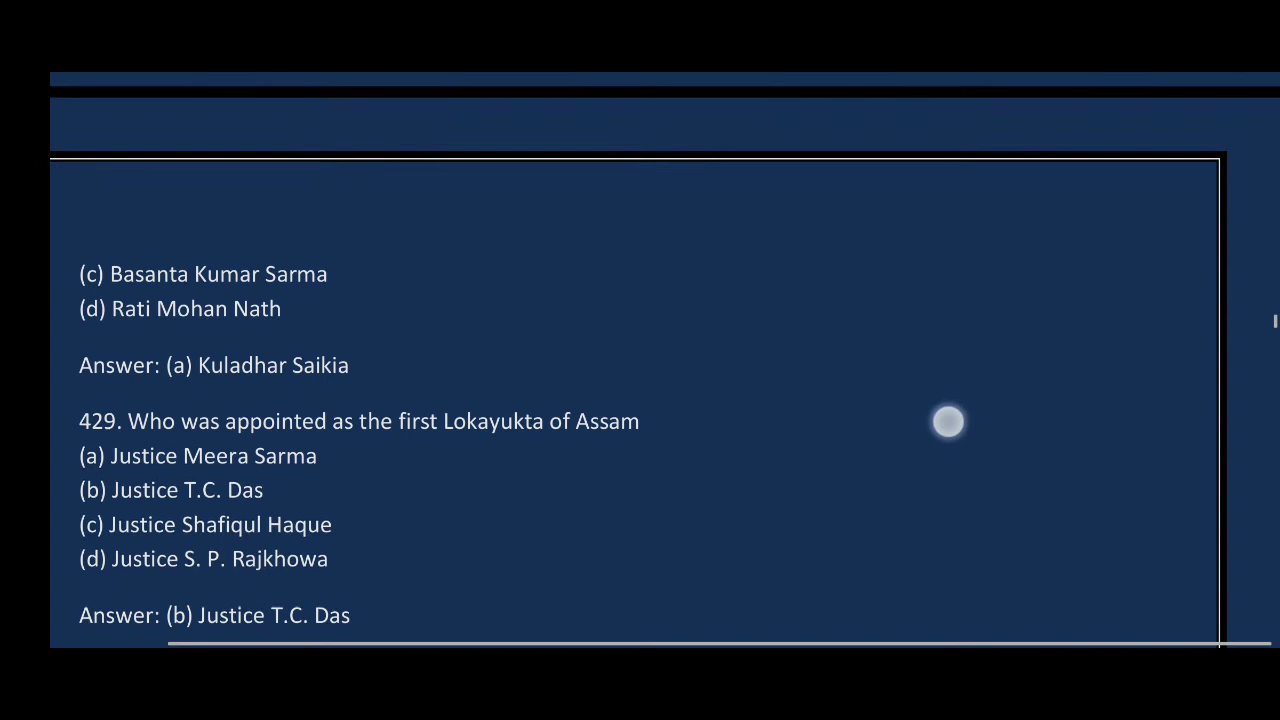 (c) Basanta Kumar Sarma
(d) Rati Mohan Nath
Answer: (a) Kuladhar Saikia
429. Who was appointed as the first Lokayukta of Assam
(a) Justice Meera Sarma
(b) Justice T.C. Das
(c) Justice Shafiqul Haque
(d) Justice S. P. Rajkhowa
Answer: (b) Justice T.C. Das